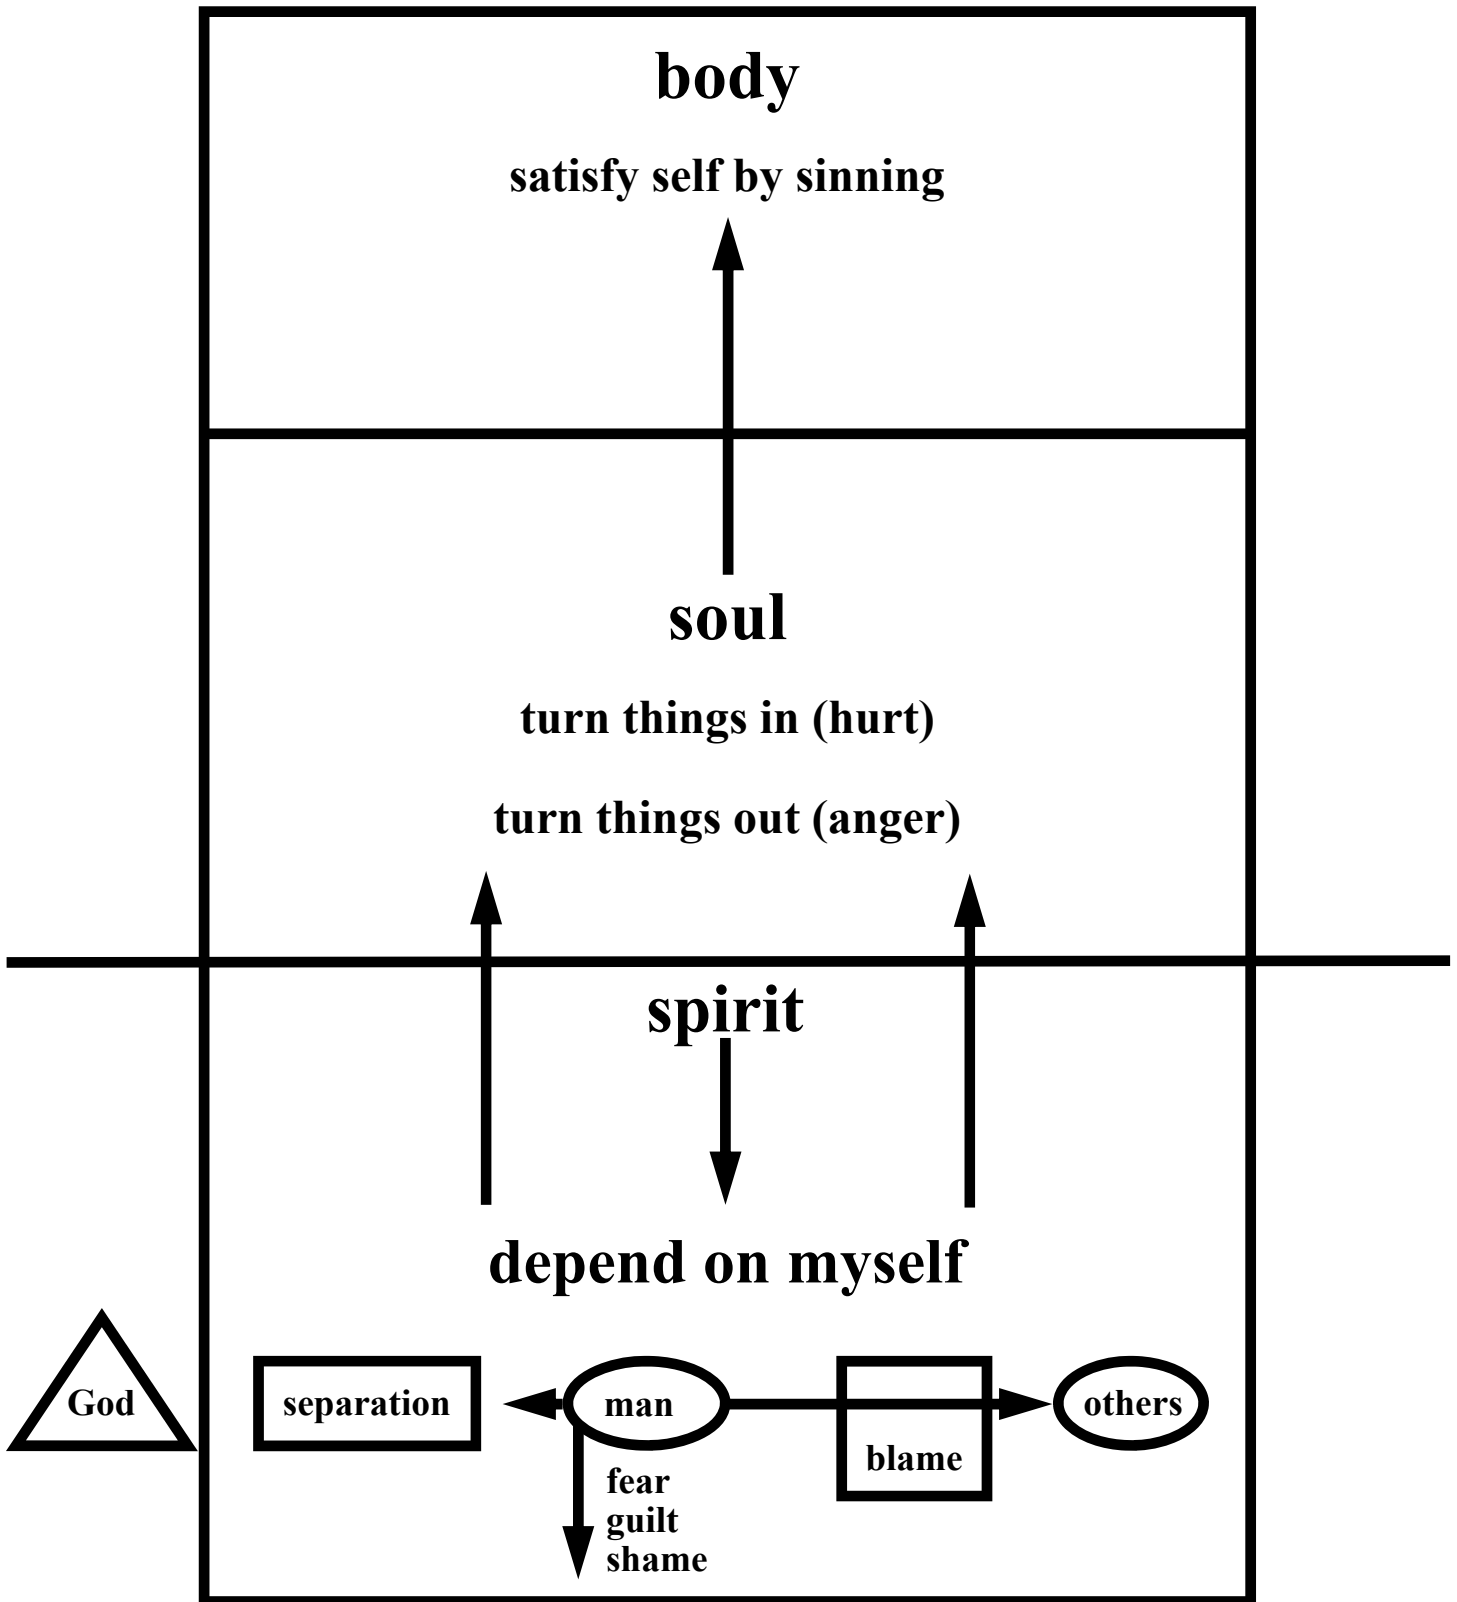 body
satisfy self by sinning
soul
turn things in (hurt)
turn things out (anger)
spirit
depend on myself
God
separation
man
blame
others
fear
guilt
shame